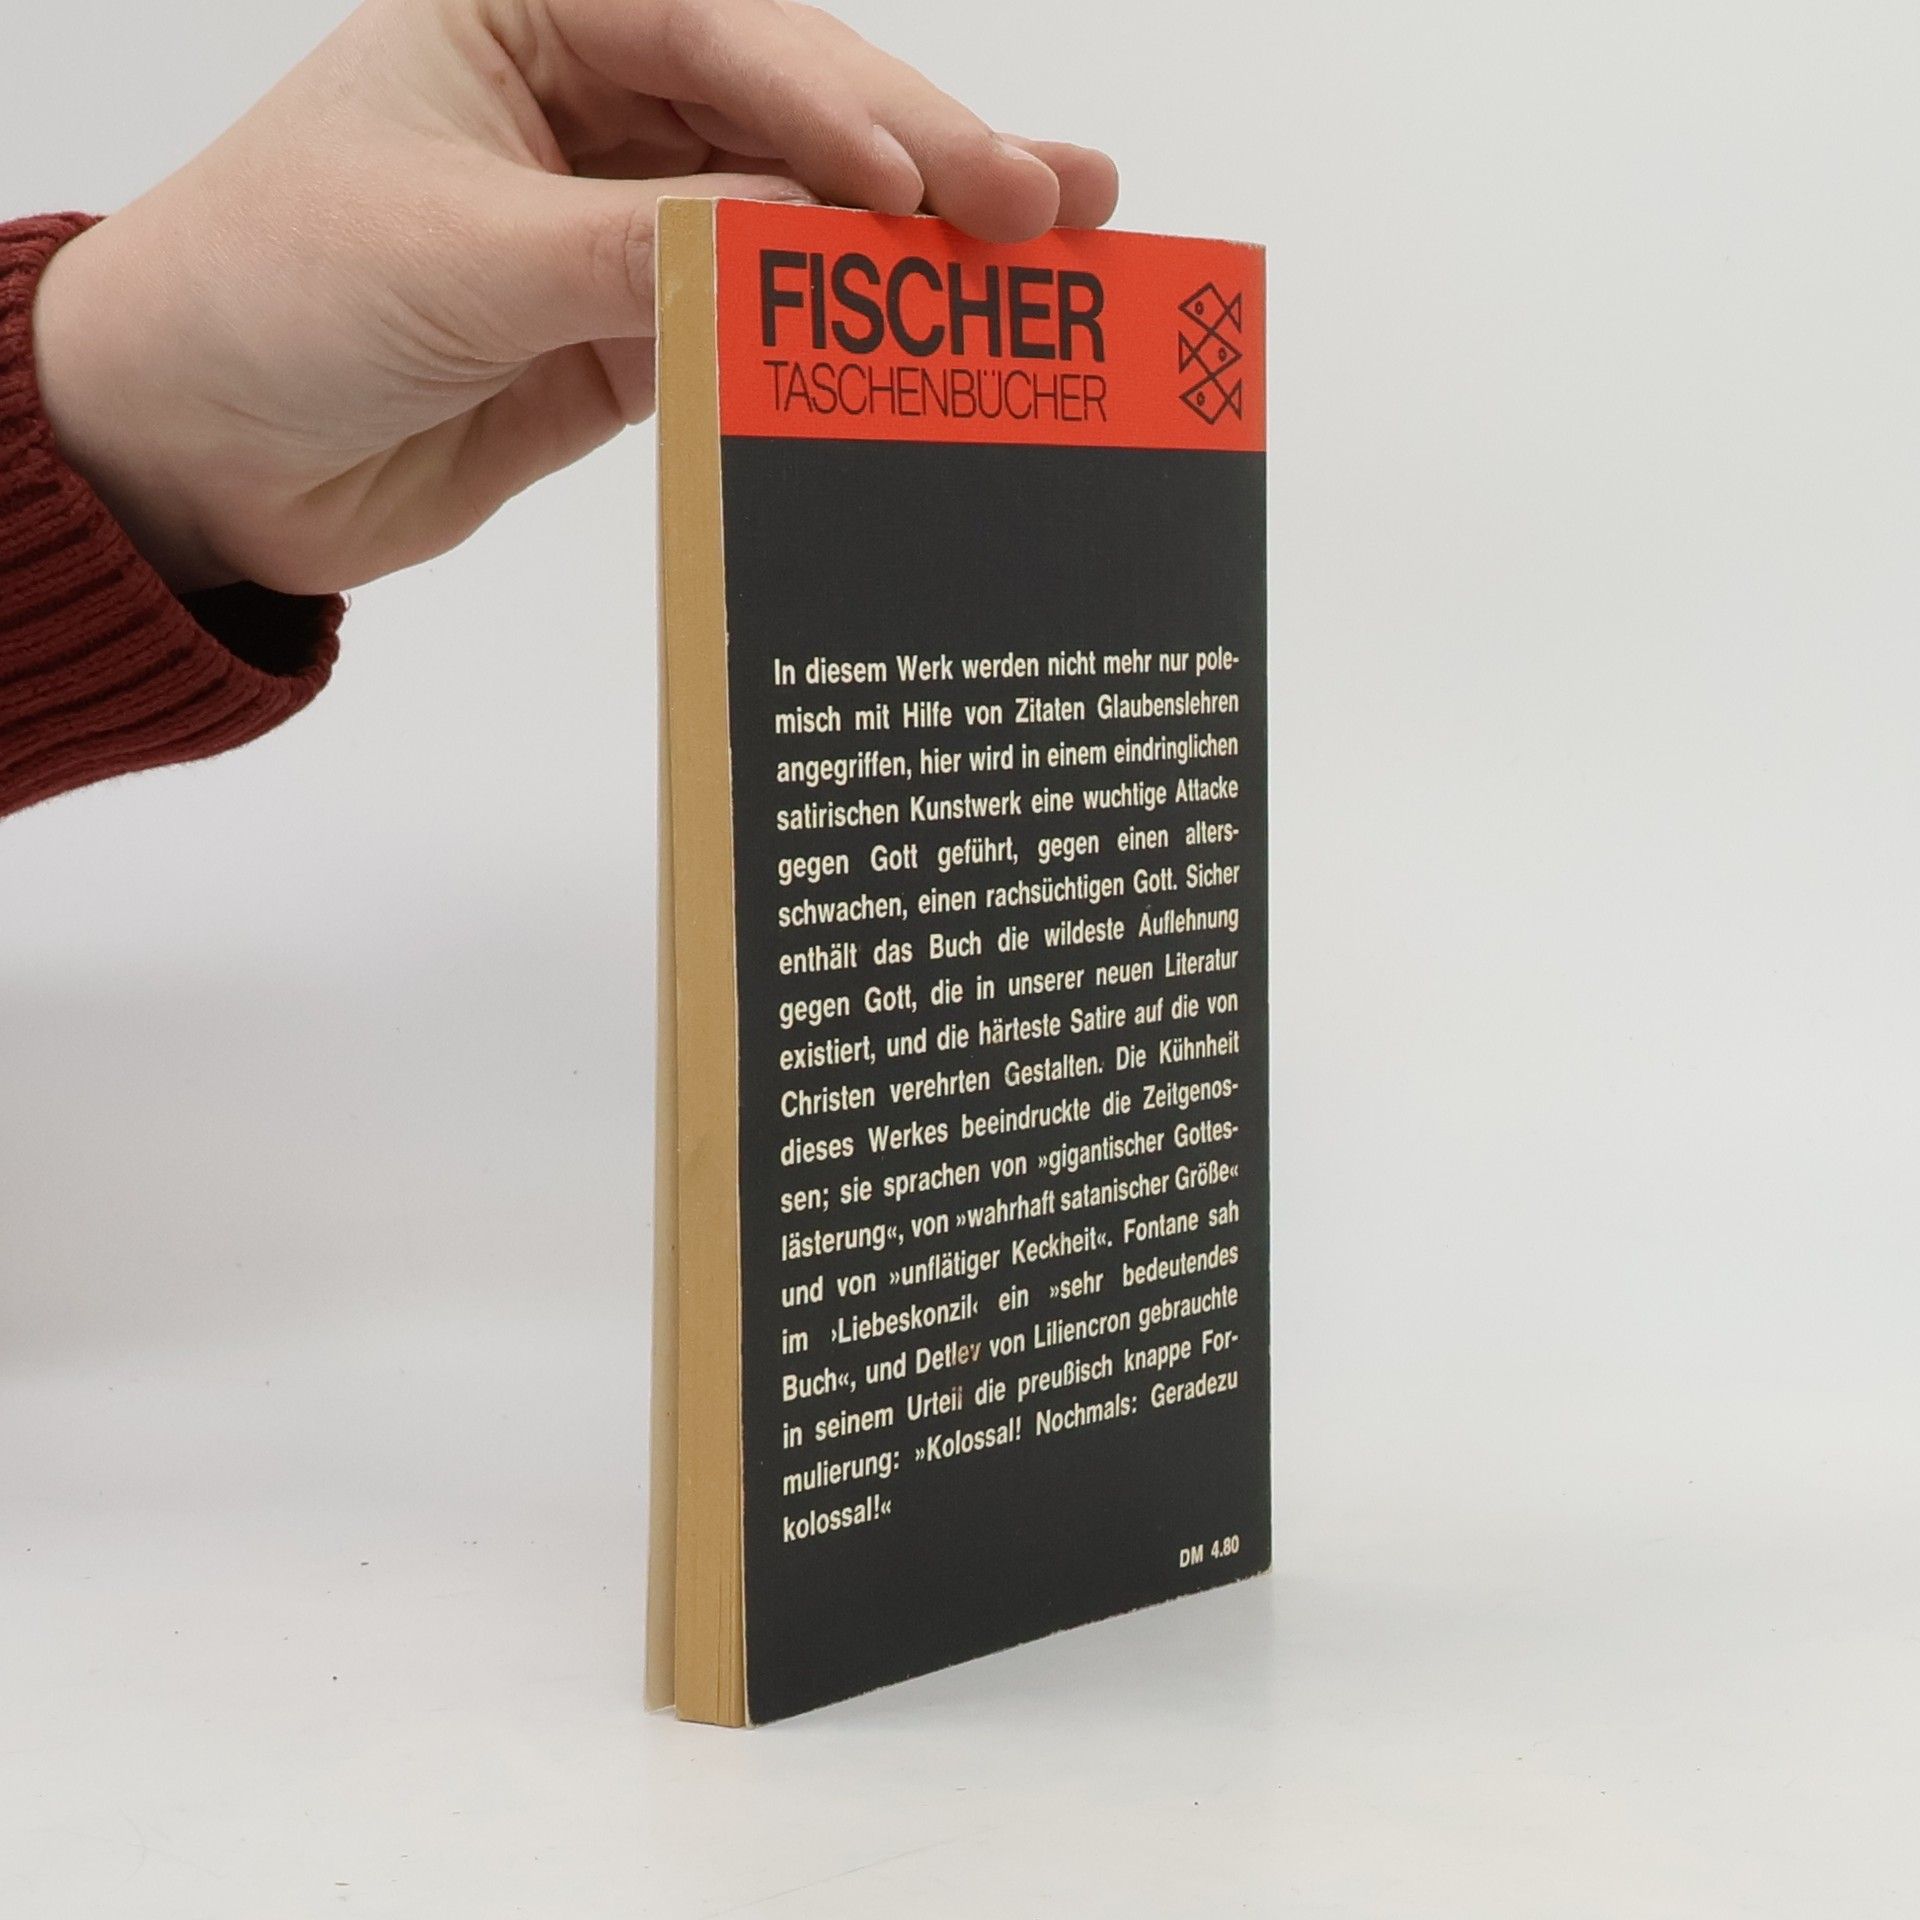 FISCHER
TASCHENBÜCHER
In diesem Werk werden nicht mehr nur pole-
misch mit Hilfe von Zitaten Glaubenslehren
angegriffen, hier wird in einem eindringlichen
satirischen Kunstwerk eine wuchtige Attacke
gegen Gott geführt, gegen einen alters-
schwachen, einen rachsüchtigen Gott. Sicher
enthält das Buch die wildeste Auflehnung
gegen Gott, die in unserer neuen Literatur
existiert, und die härteste Satire auf die von
Christen verehrten Gestalten. Die Kühnheit
dieses Werkes beeindruckte die Zeitgenos-
sen; sie sprachen von »gigantischer Gottes-
lästerung«, von »wahrhaft satanischer Größe«
und von »unflätiger Keckheit«. Fontane sah
im ›Liebeskonzil‹ ein »sehr bedeutendes
Buch«, und Detlev von Liliencron gebrauchte
in seinem Urteil die preußisch knappe For-
mulierung: »Kolossal! Nochmals: Geradezu
kolossal!«
DM 4.80